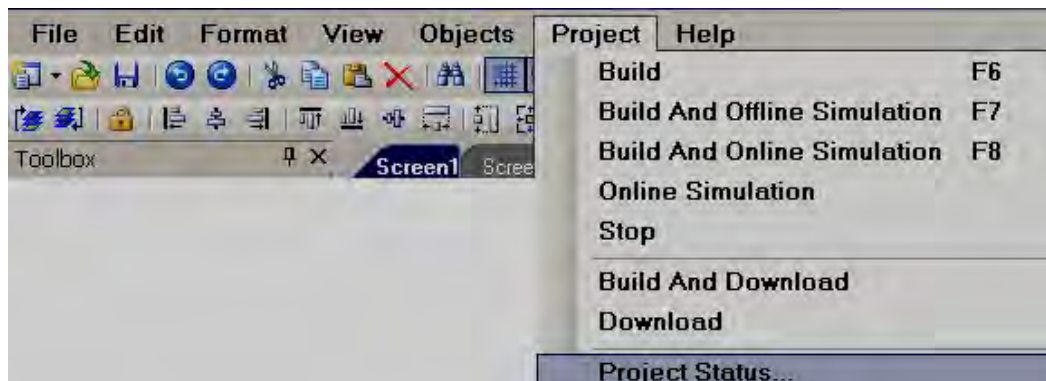 File Edit Format View Objects Project Help
Build F6
Build And Offline Simulation F7
Build And Online Simulation F8
Toolbox Screen1 Scree
Online Simulation
Stop
Build And Download
Download
Project Status...